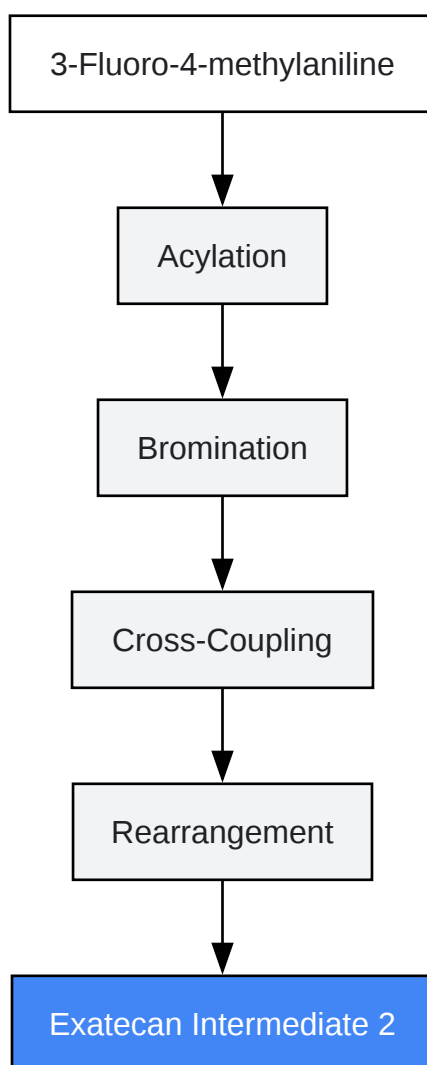 3-Fluoro-4-methylaniline
Acylation
Bromination
Cross-Coupling
Rearrangement
Exatecan Intermediate 2